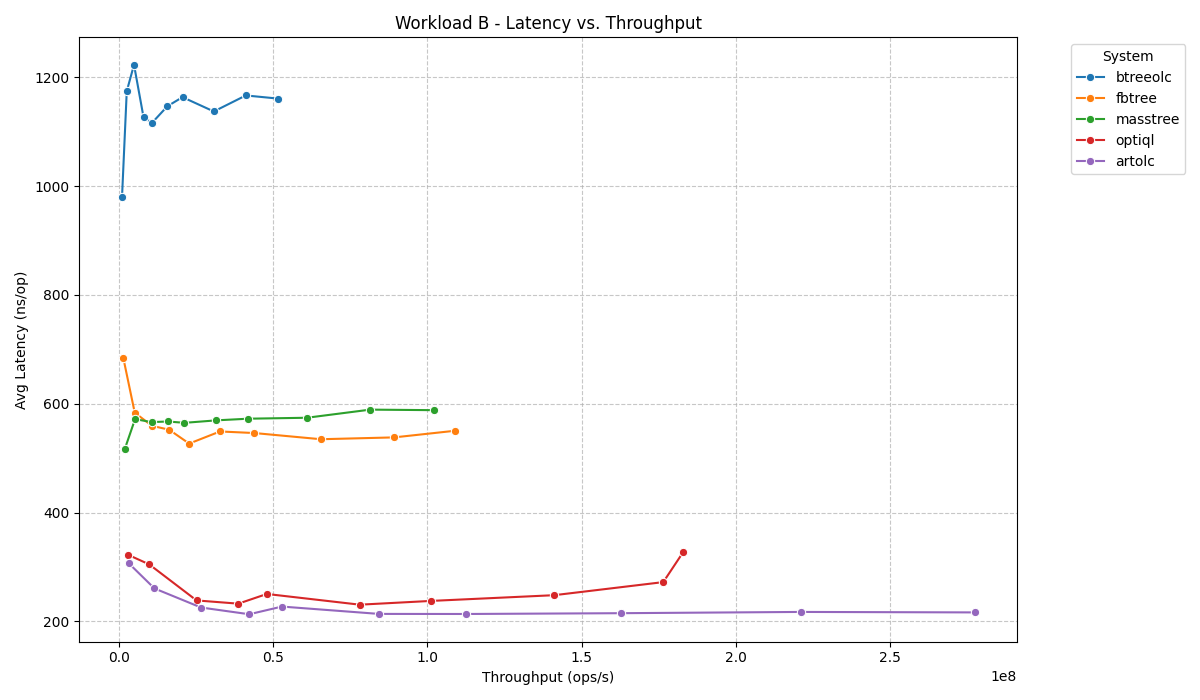 Workload B - Latency vs. Throughput
System
btreeolc
fbtree
masstree
optiql
artolc
Avg Latency (ns/op)
1200
1000
800
600
400
200
0.0 0.5 1.0 1.5 2.0 2.5
1e8
Throughput (ops/s)